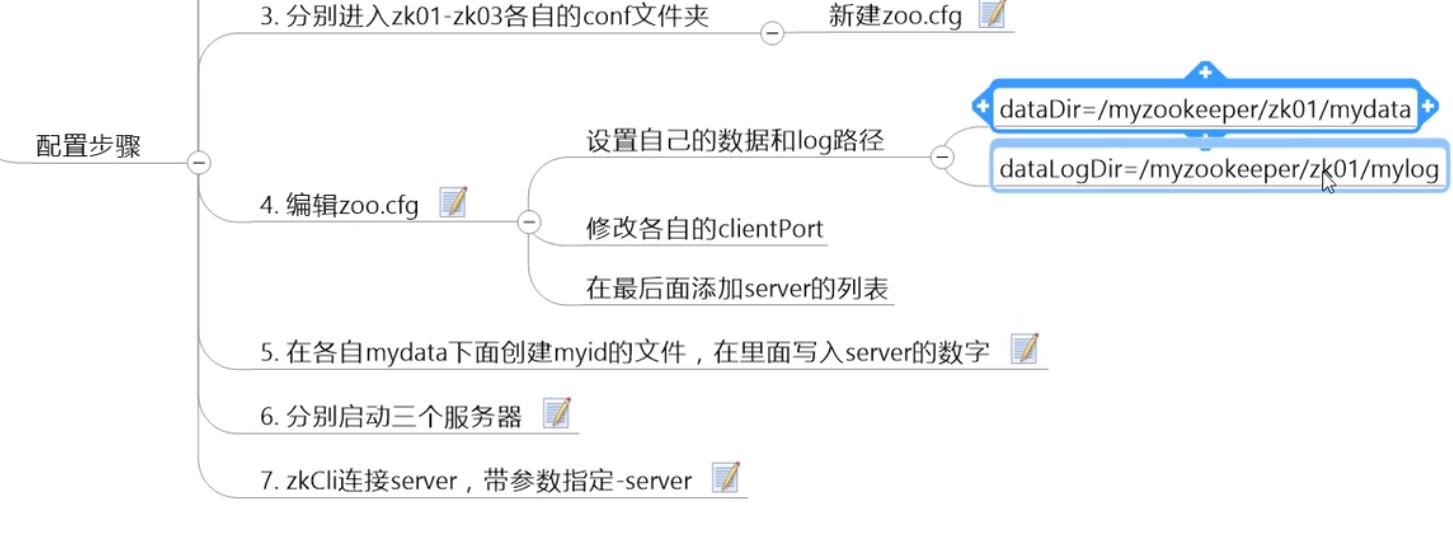 3. 分别进入zk01-zk03各自的conf文件夹
新建zoo.cfg
配置步骤
4. 编辑zoo.cfg
设置自己的数据和log路径
dataDir=/myzookeeper/zk01/mydata
dataLogDir=/myzookeeper/zk01/mylog
修改各自的clientPort
在最后面添加server的列表
5. 在各自mydata下面创建myid的文件，在里面写入server的数字
6. 分别启动三个服务器
7. zkCli连接server，带参数指定-server